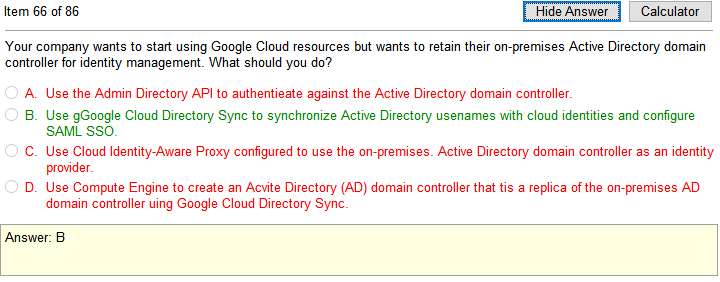 Item 66 of 86
Hide Answer
Calculator
Your company wants to start using Google Cloud resources but wants to retain their on-premises Active Directory domain
controller for identity management. What should you do?
A. Use the Admin Directory APl to authentieate against the Active Directory domain controller.
B. Use gGoogle Cloud Directory Sync to synchronize Active Directory usenames with cloud identities and configure
SAML SSO.
C. Use Cloud Identity-Aware Proxy configured to use the on-premises. Active Directory domain controller as an identity
provider.
D. Use Compute Engine to create an Acvite Directory (AD) domain controller that tis a replica of the on-premises AD
domain controller uing Google Cloud Directory Sync.
Answer: B